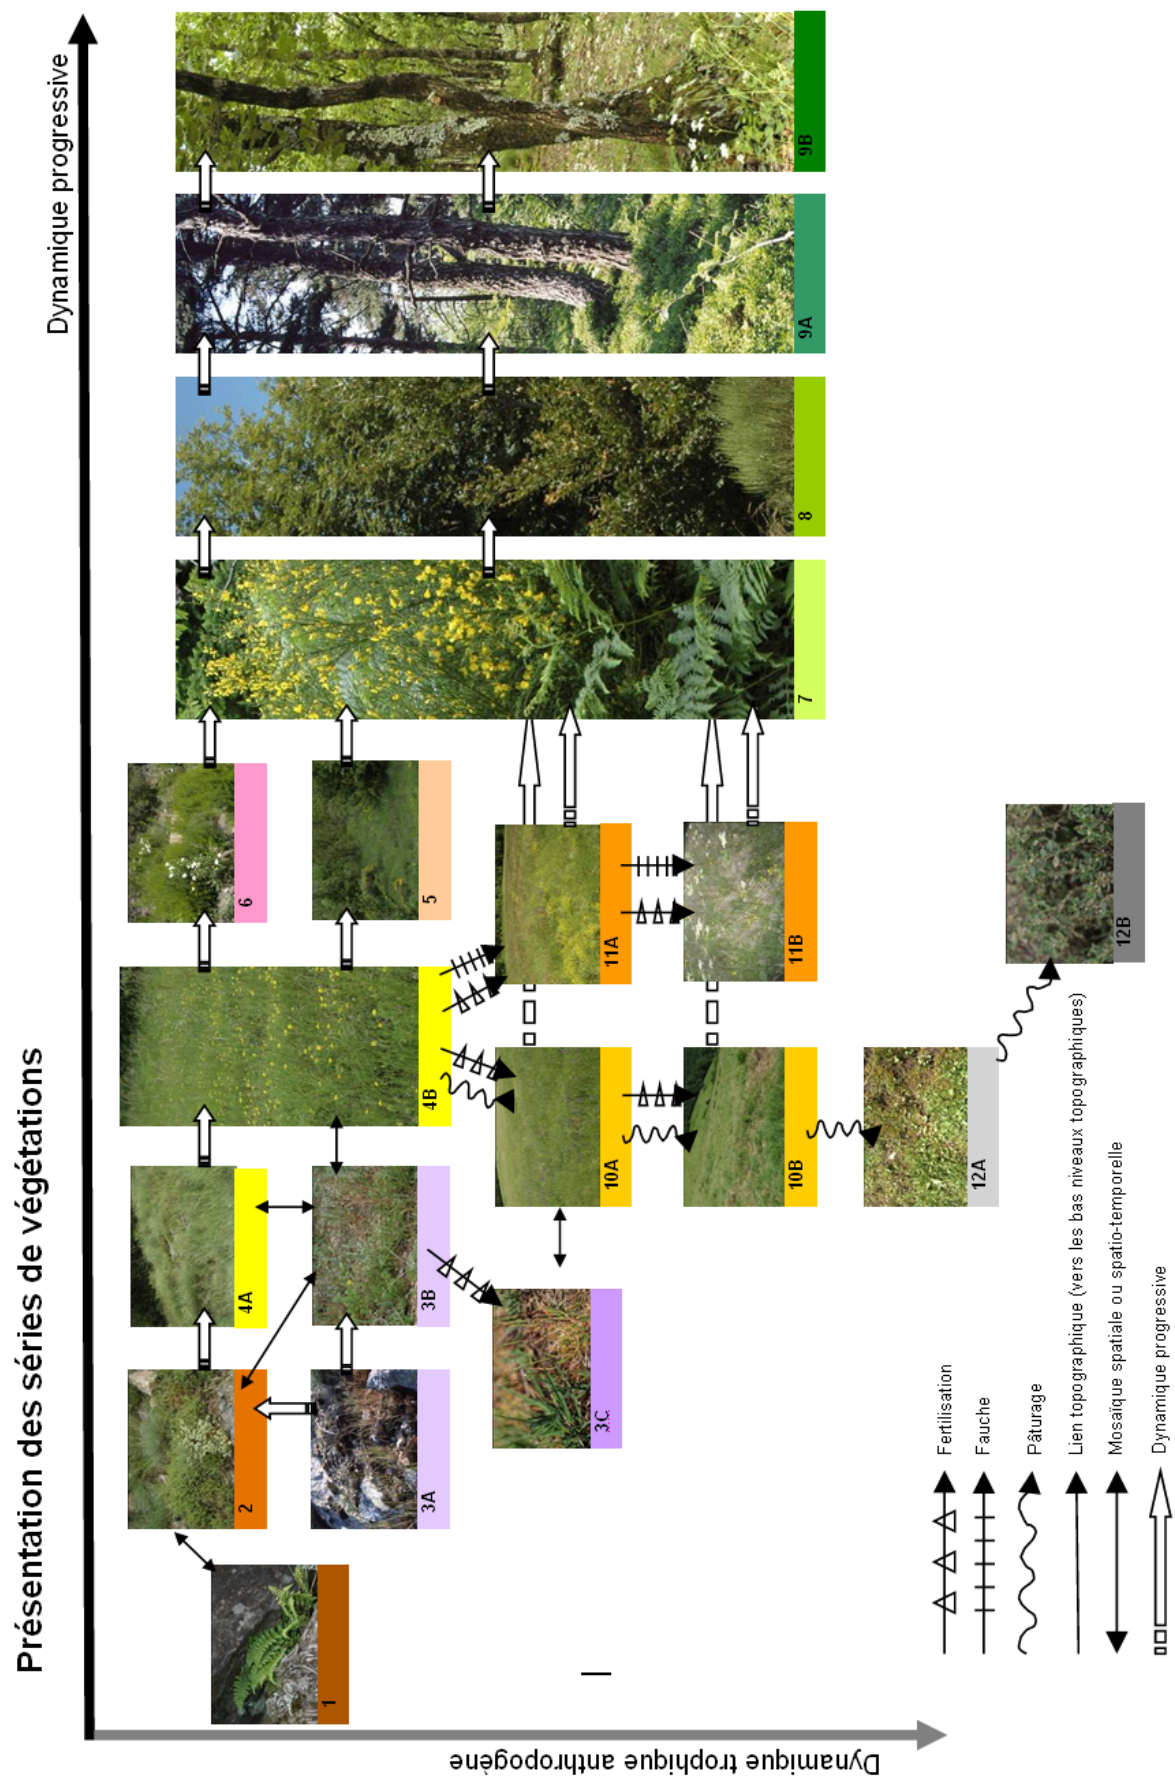 Présentation des séries de végétations
Dynamique progressive
Dynamique trophique anthropogène
1
2
3A
3B
3C
4A
4B
5
6
7
8
9A
9B
10A
10B
11A
11B
12A
12B
Fertilisation
Fauche
Pâturage
Lien topographique (vers les bas niveaux topographiques)
Mosaïque spatiale ou spatio-temporelle
Dynamique progressive